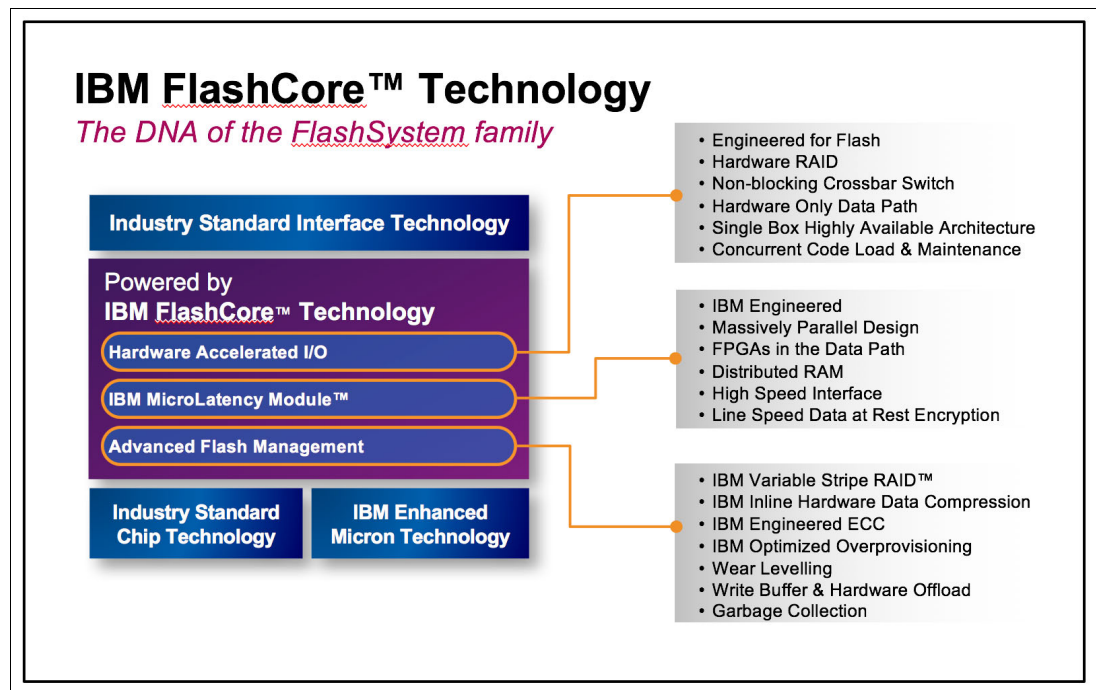 IBM FlashCore™ Technology
The DNA of the FlashSystem family
Industry Standard Interface Technology
Powered by
IBM FlashCore™ Technology
Hardware Accelerated I/O
IBM MicroLatency Module™
Advanced Flash Management
Industry Standard
Chip Technology
IBM Enhanced
Micron Technology
• Engineered for Flash
• Hardware RAID
• Non-blocking Crossbar Switch
• Hardware Only Data Path
• Single Box Highly Available Architecture
• Concurrent Code Load & Maintenance
• IBM Engineered
• Massively Parallel Design
• FPGAs in the Data Path
• Distributed RAM
• High Speed Interface
• Line Speed Data at Rest Encryption
• IBM Variable Stripe RAID™
• IBM Inline Hardware Data Compression
• IBM Engineered ECC
• IBM Optimized Overprovisioning
• Wear Levelling
• Write Buffer & Hardware Offload
• Garbage Collection